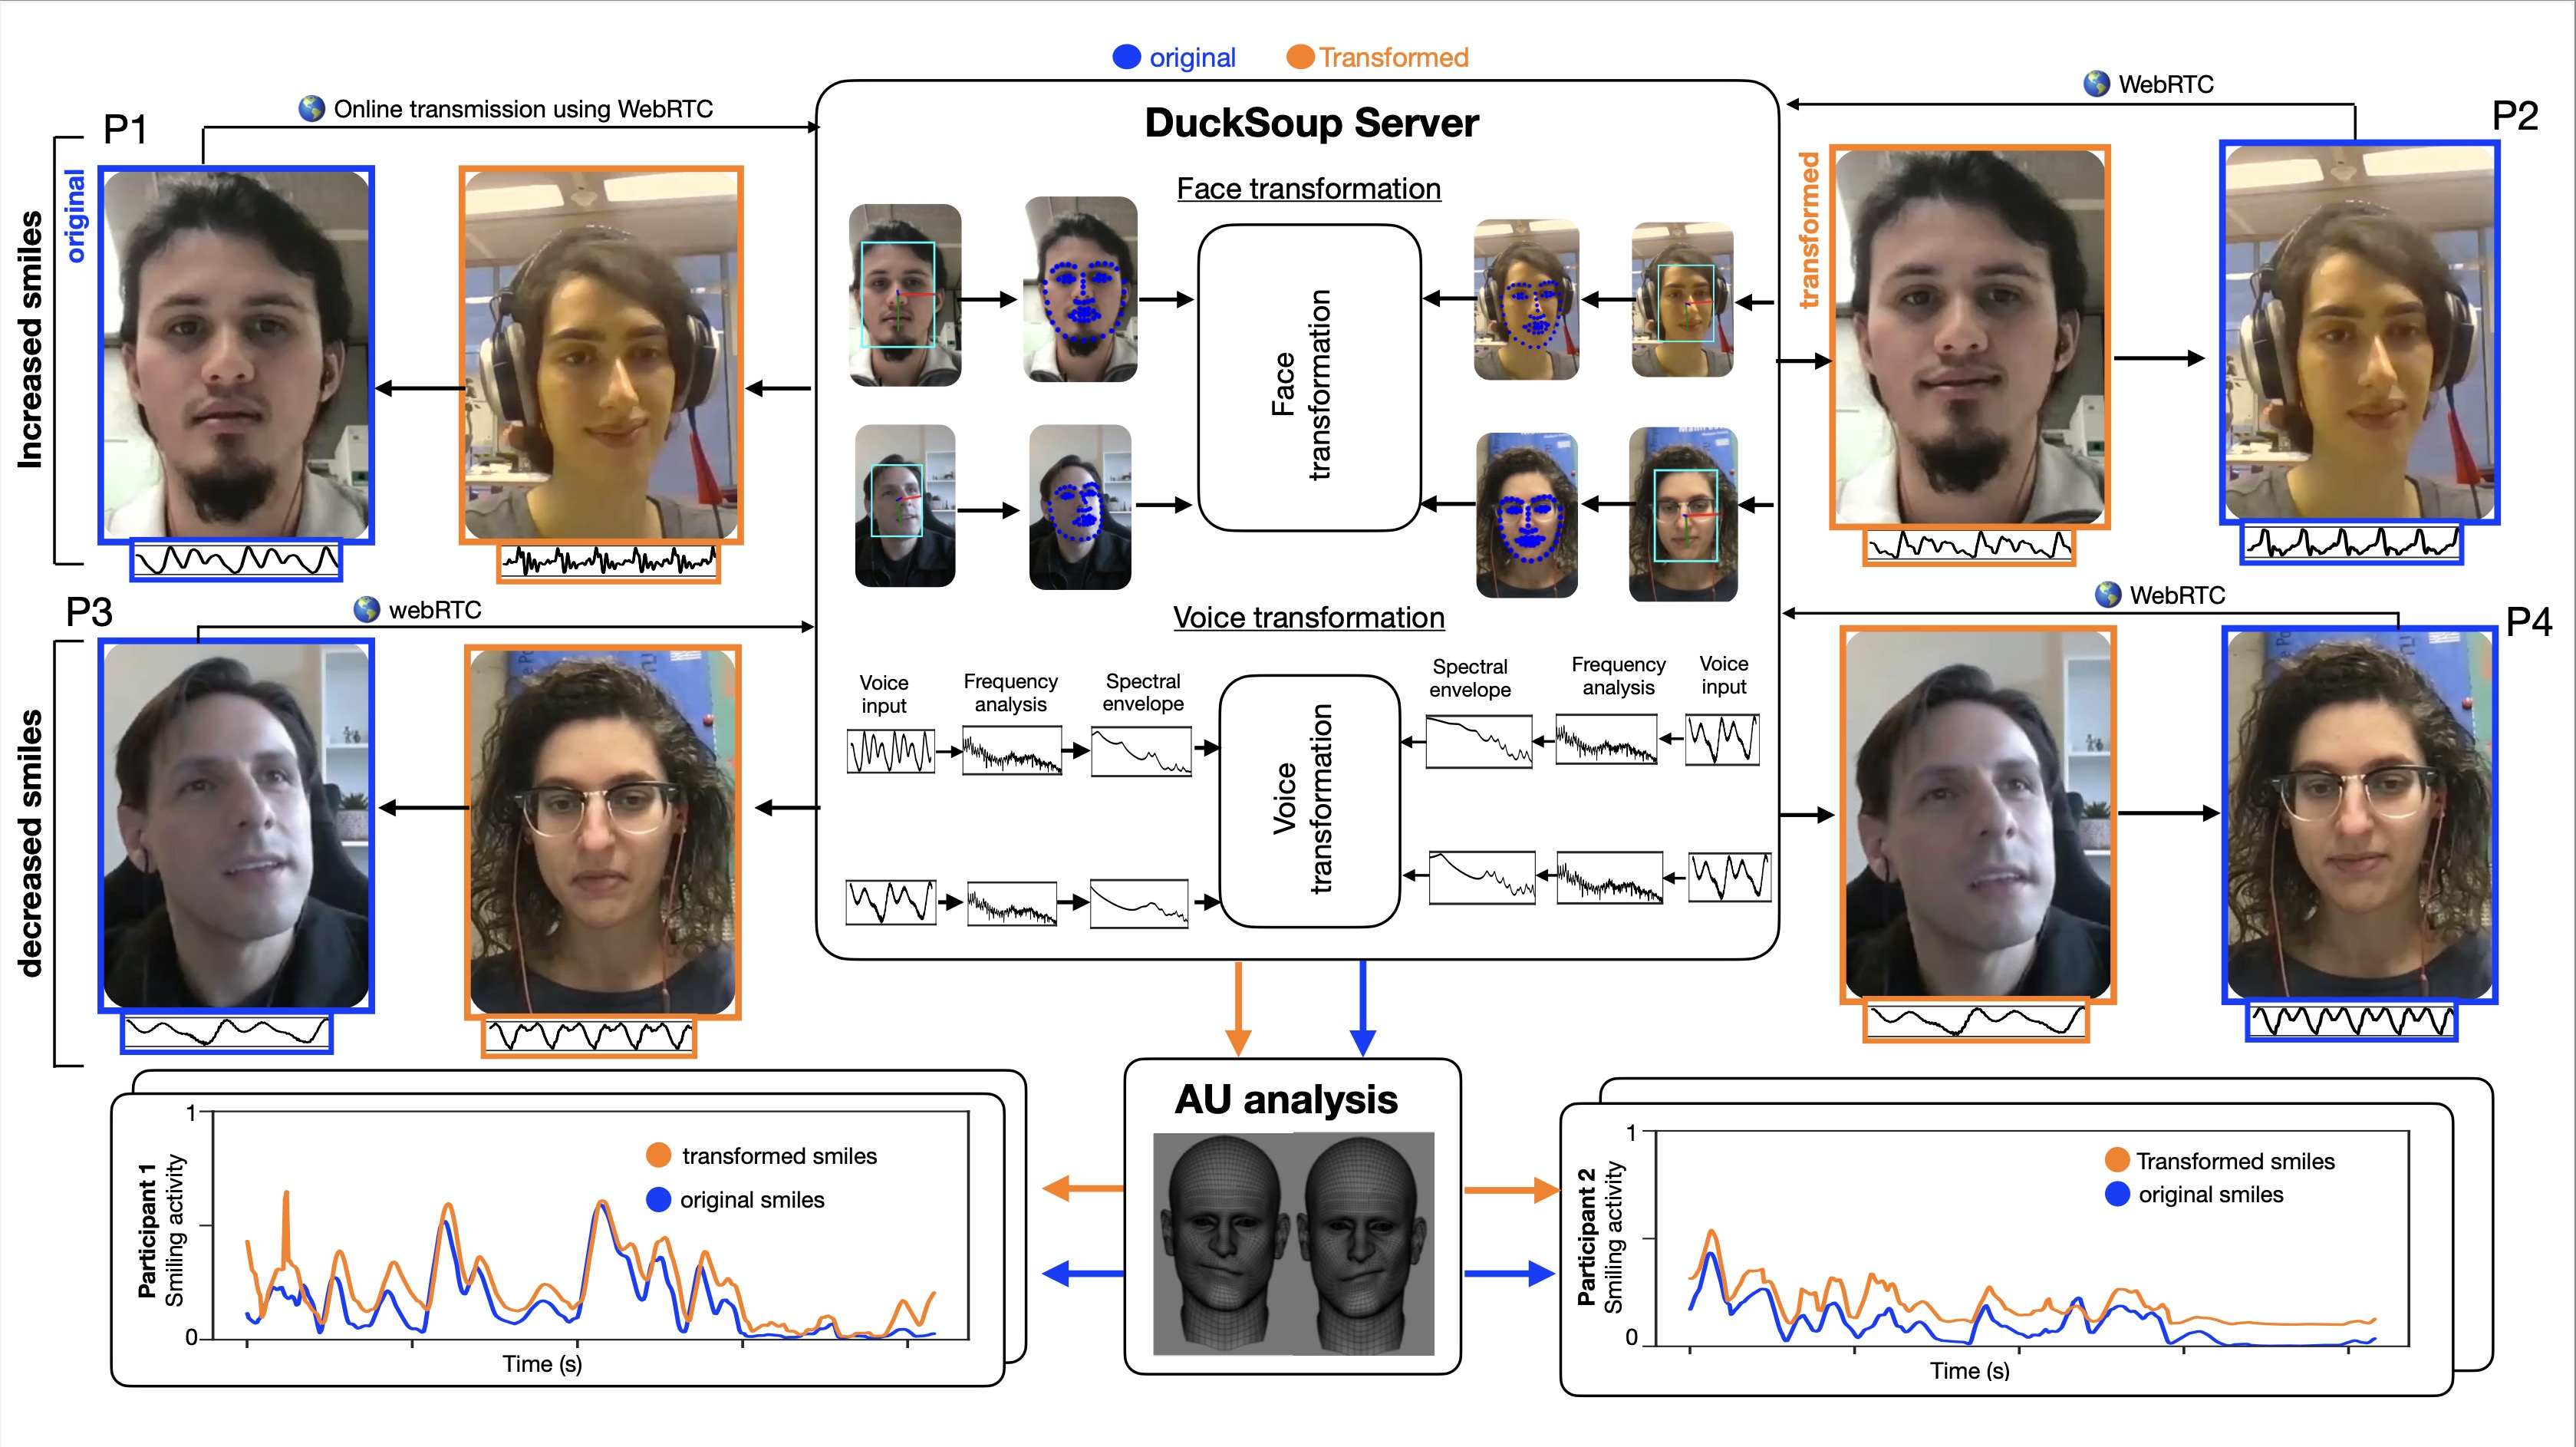 original
Transformed
Online transmission using WebRTC
WebRTC
P1
P2
DuckSoup Server
Increased smiles
original
Face transformation
transformed
Face
transformation
P3
webRTC
Voice transformation
WebRTC
P4
decreased smiles
Voice
input
Frequency
analysis
Spectral
envelope
Voice
transformation
Spectral
envelope
Frequency
analysis
Voice
input
AU analysis
1
0
Participant 1
Smiling activity
transformed smiles
original smiles
Time (s)
1
0
Participant 2
Smiling activity
Transformed smiles
original smiles
Time (s)